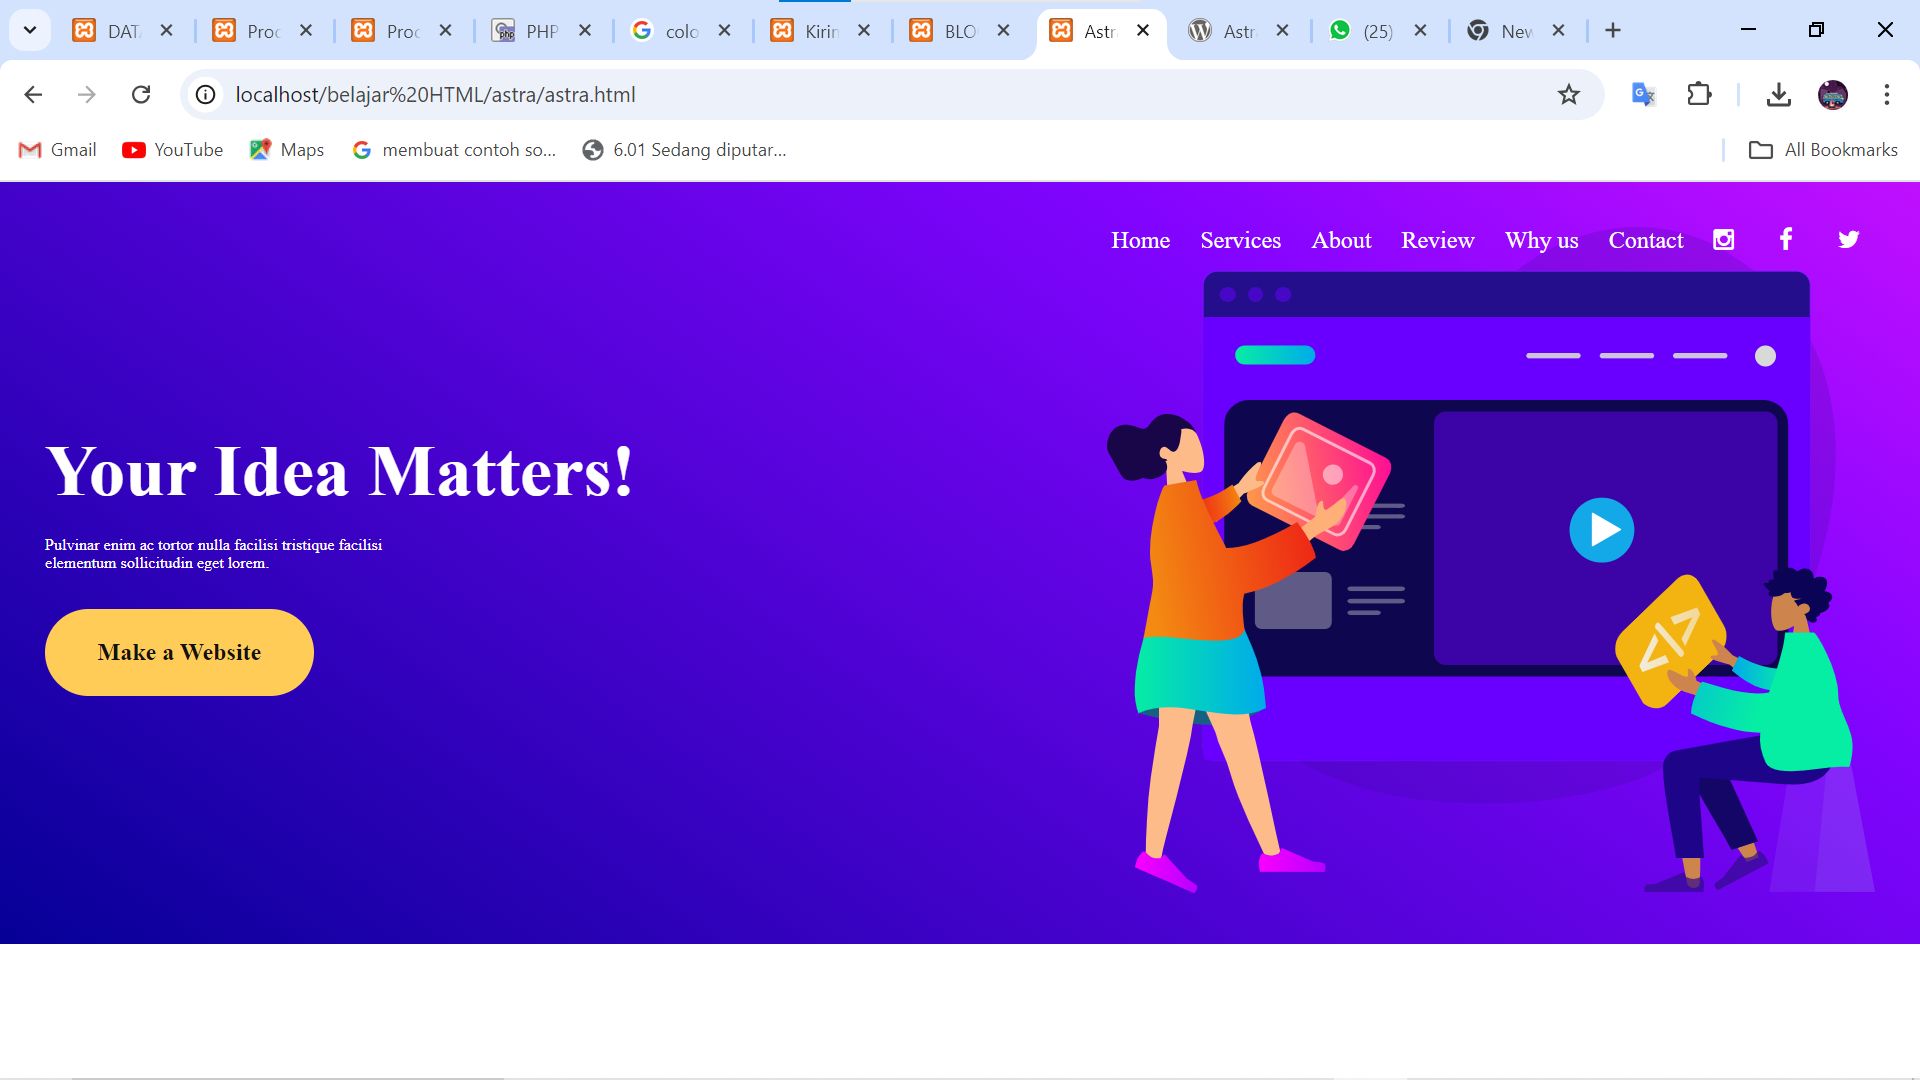 DAT
Proc
Proc
PHP
colo
Kirin
BLO
Astr
Astr
(25)
New
localhost/belajar%20HTML/astra/astra.html
Gmail
YouTube
Maps
membuat contoh so...
6.01 Sedang diputar...
All Bookmarks
Home Services About Review Why us Contact
Your Idea Matters!
Pulvinar enim ac tortor nulla facilisi tristique facilisi
elementum sollicitudin eget lorem.
Make a Website